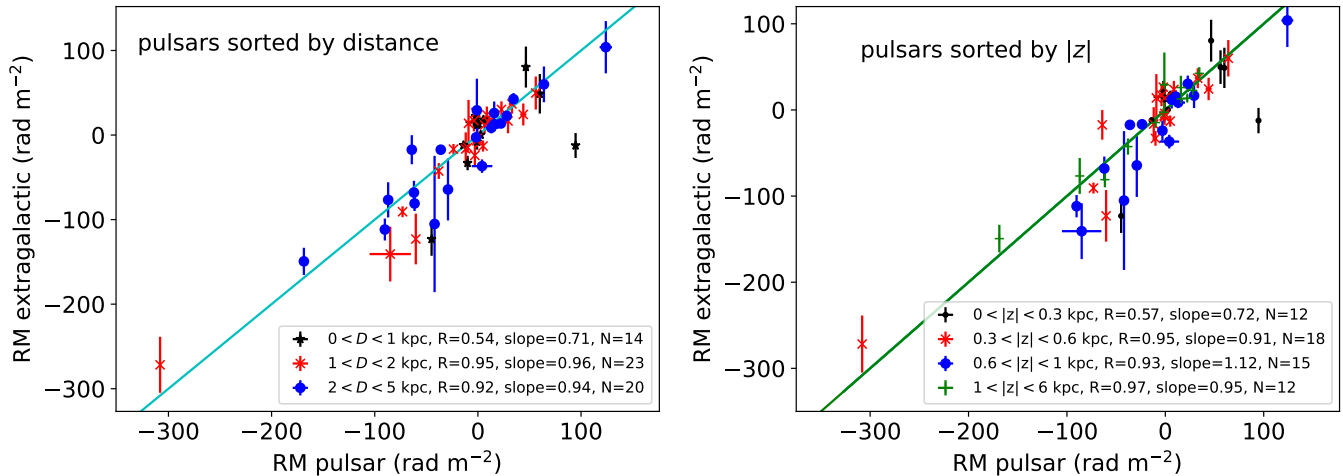 pulsars sorted by distance
RM extragalactic (rad m⁻²)
100
0
−100
−200
−300
0 < D < 1 kpc, R=0.54, slope=0.71, N=14
1 < D < 2 kpc, R=0.95, slope=0.96, N=23
2 < D < 5 kpc, R=0.92, slope=0.94, N=20
−300 −200 −100 0 100
RM pulsar (rad m⁻²)
pulsars sorted by |z|
RM extragalactic (rad m⁻²)
100
0
−100
−200
−300
0 < |z| < 0.3 kpc, R=0.57, slope=0.72, N=12
0.3 < |z| < 0.6 kpc, R=0.95, slope=0.91, N=18
0.6 < |z| < 1 kpc, R=0.93, slope=1.12, N=15
1 < |z| < 6 kpc, R=0.97, slope=0.95, N=12
−300 −200 −100 0 100
RM pulsar (rad m⁻²)